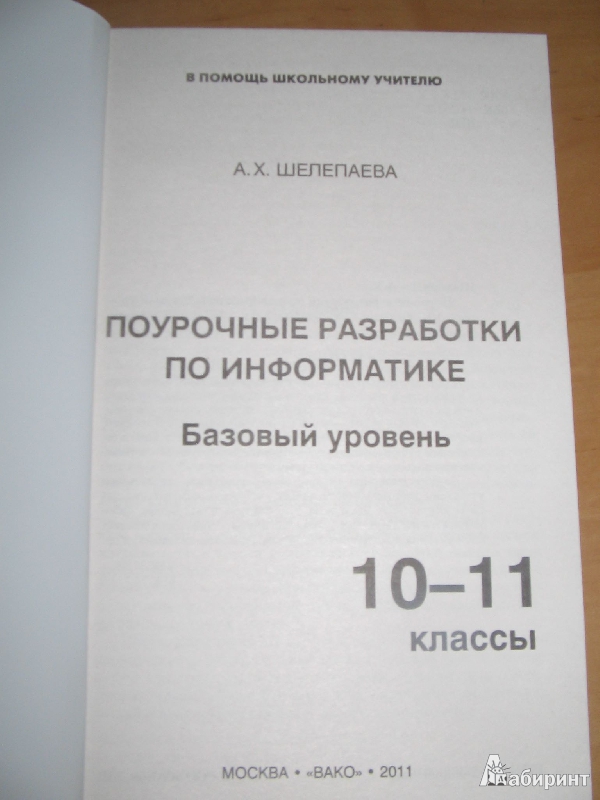 В ПОМОЩЬ ШКОЛЬНОМУ УЧИТЕЛЮ
А.Х. ШЕЛЕПАЕВА
ПОУРОЧНЫЕ РАЗРАБОТКИ
ПО ИНФОРМАТИКЕ
Базовый уровень
10–11
классы
МОСКВА • «ВАКО» • 2011
Лабиринт